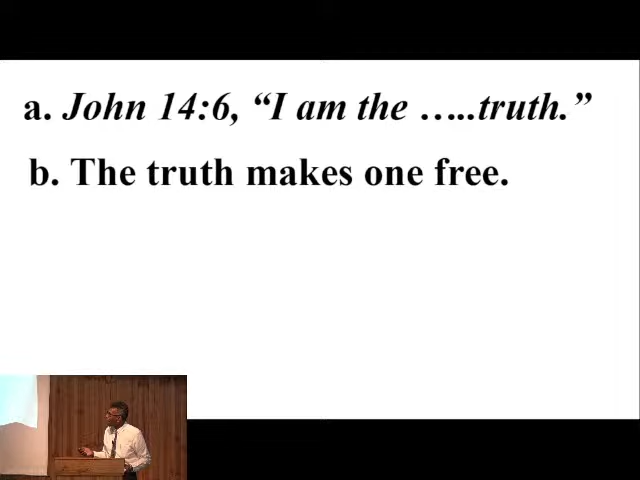 a. John 14:6, “I am the …..truth.”
b. The truth makes one free.